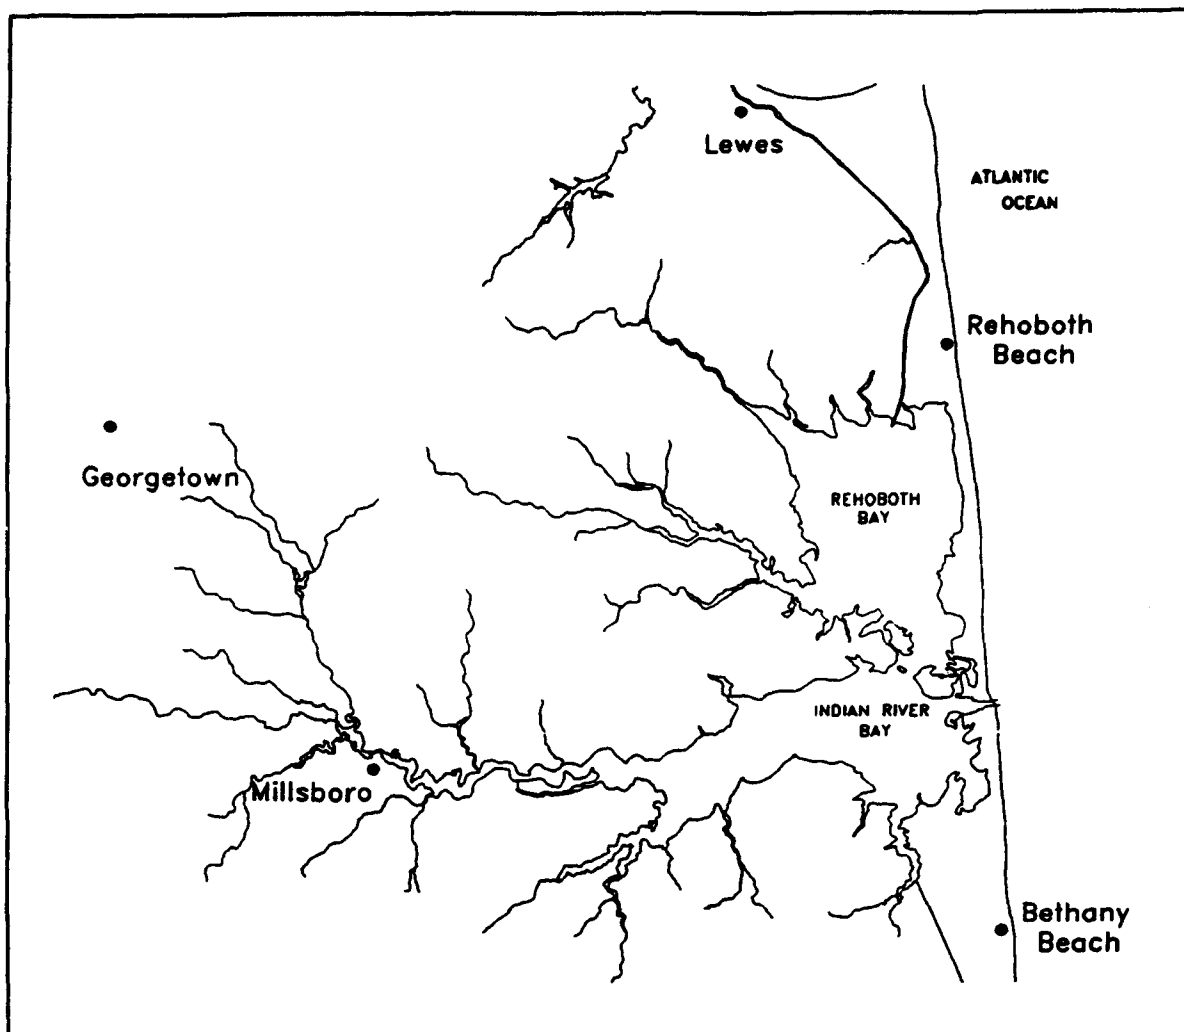 Lewes
ATLANTIC
OCEAN
Rehoboth
Beach
Georgetown
REHOBOTH
BAY
INDIAN RIVER
BAY
Millsboro
Bethany
Beach